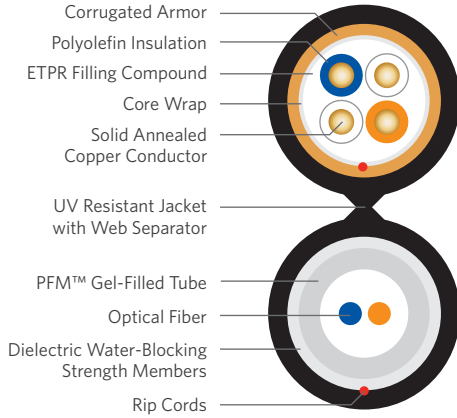 Corrugated Armor
Polyolefin Insulation
ETPR Filling Compound
Core Wrap
Solid Annealed
Copper Conductor
UV Resistant Jacket
with Web Separator
PFM™ Gel-Filled Tube
Optical Fiber
Dielectric Water-Blocking
Strength Members
Rip Cords